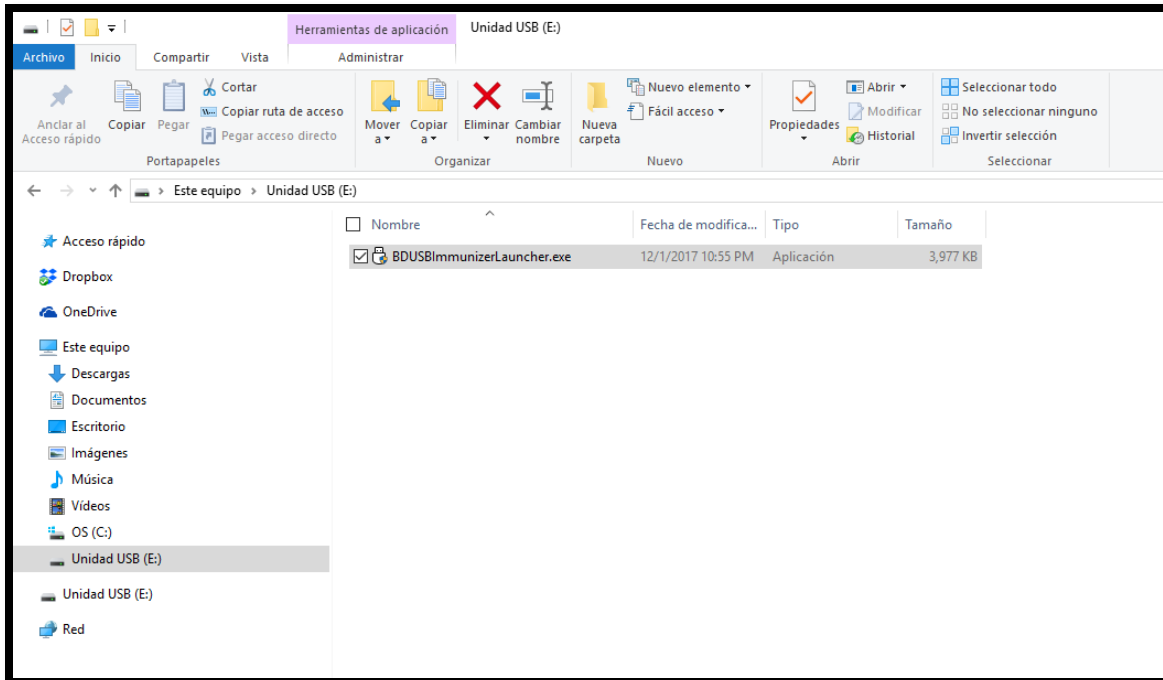 Herramientas de aplicación Unidad USB (E:)
Archivo Inicio Compartir Vista Administrar
Anclar al Acceso rápido
Copiar
Pegar
Cortar
Copiar ruta de acceso
Pegar acceso directo
Portapapeles
Mover a
Copiar a
Eliminar
Cambiar nombre
Organizar
Nueva carpeta
Nuevo elemento
Fácil acceso
Nuevo
Propiedades
Abrir
Modificar
Historial
Abrir
Seleccionar todo
No seleccionar ninguno
Invertir selección
Seleccionar
Este equipo > Unidad USB (E:)
Nombre Fecha de modifica... Tipo Tamaño
BDUSBImmunizerLauncher.exe 12/1/2017 10:55 PM Aplicación 3,977 KB
Acceso rápido
Dropbox
OneDrive
Este equipo
Descargas
Documentos
Escritorio
Imágenes
Música
Vídeos
OS (C:)
Unidad USB (E:)
Unidad USB (E:)
Red